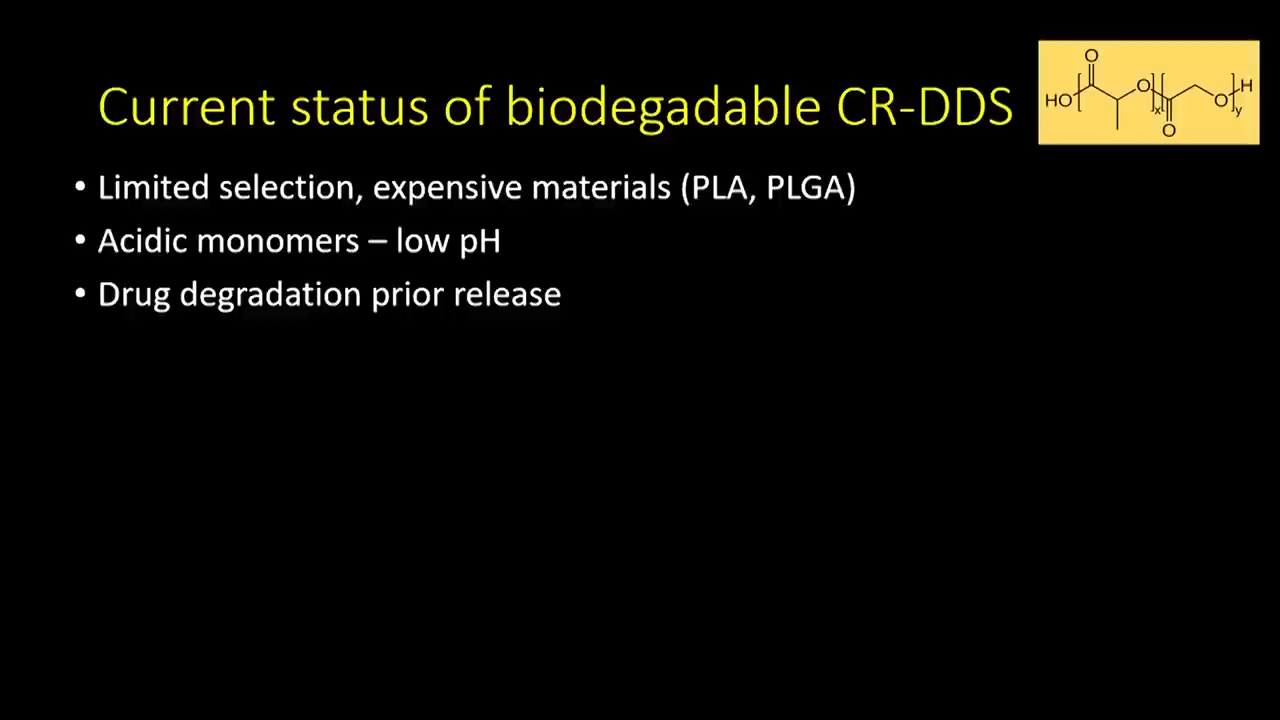 Current status of biodegadable CR-DDS
HO [ O O ]x [ O O ]y H
• Limited selection, expensive materials (PLA, PLGA)
• Acidic monomers – low pH
• Drug degradation prior release